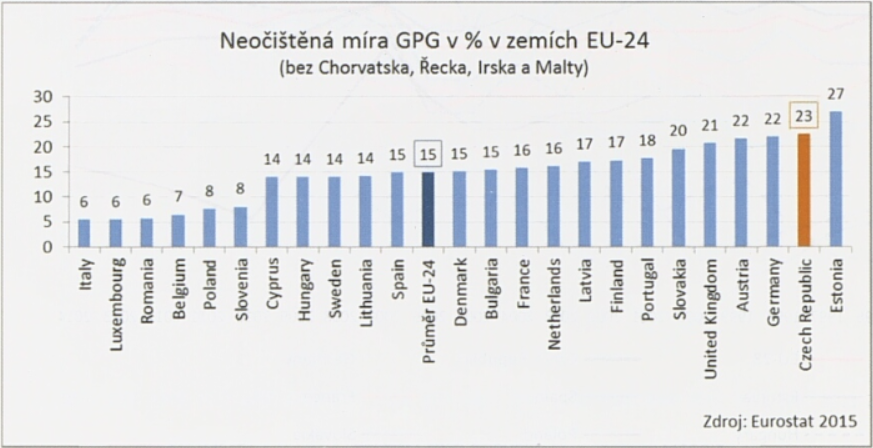 Neočištěná míra GPG v % v zemích EU-24
(bez Chorvatska, Řecka, Irska a Malty)
30
25
20
15
10
5
0
6 6 6 7 8 8 14 14 14 14 15 15 15 15 16 16 17 17 18 20 21 22 22 23 27
Italy
Luxembourg
Romania
Belgium
Poland
Slovenia
Cyprus
Hungary
Sweden
Lithuania
Spain
Průměr EU-24
Denmark
Bulgaria
France
Netherlands
Latvia
Finland
Portugal
Slovakia
United Kingdom
Austria
Germany
Czech Republic
Estonia
Zdroj: Eurostat 2015